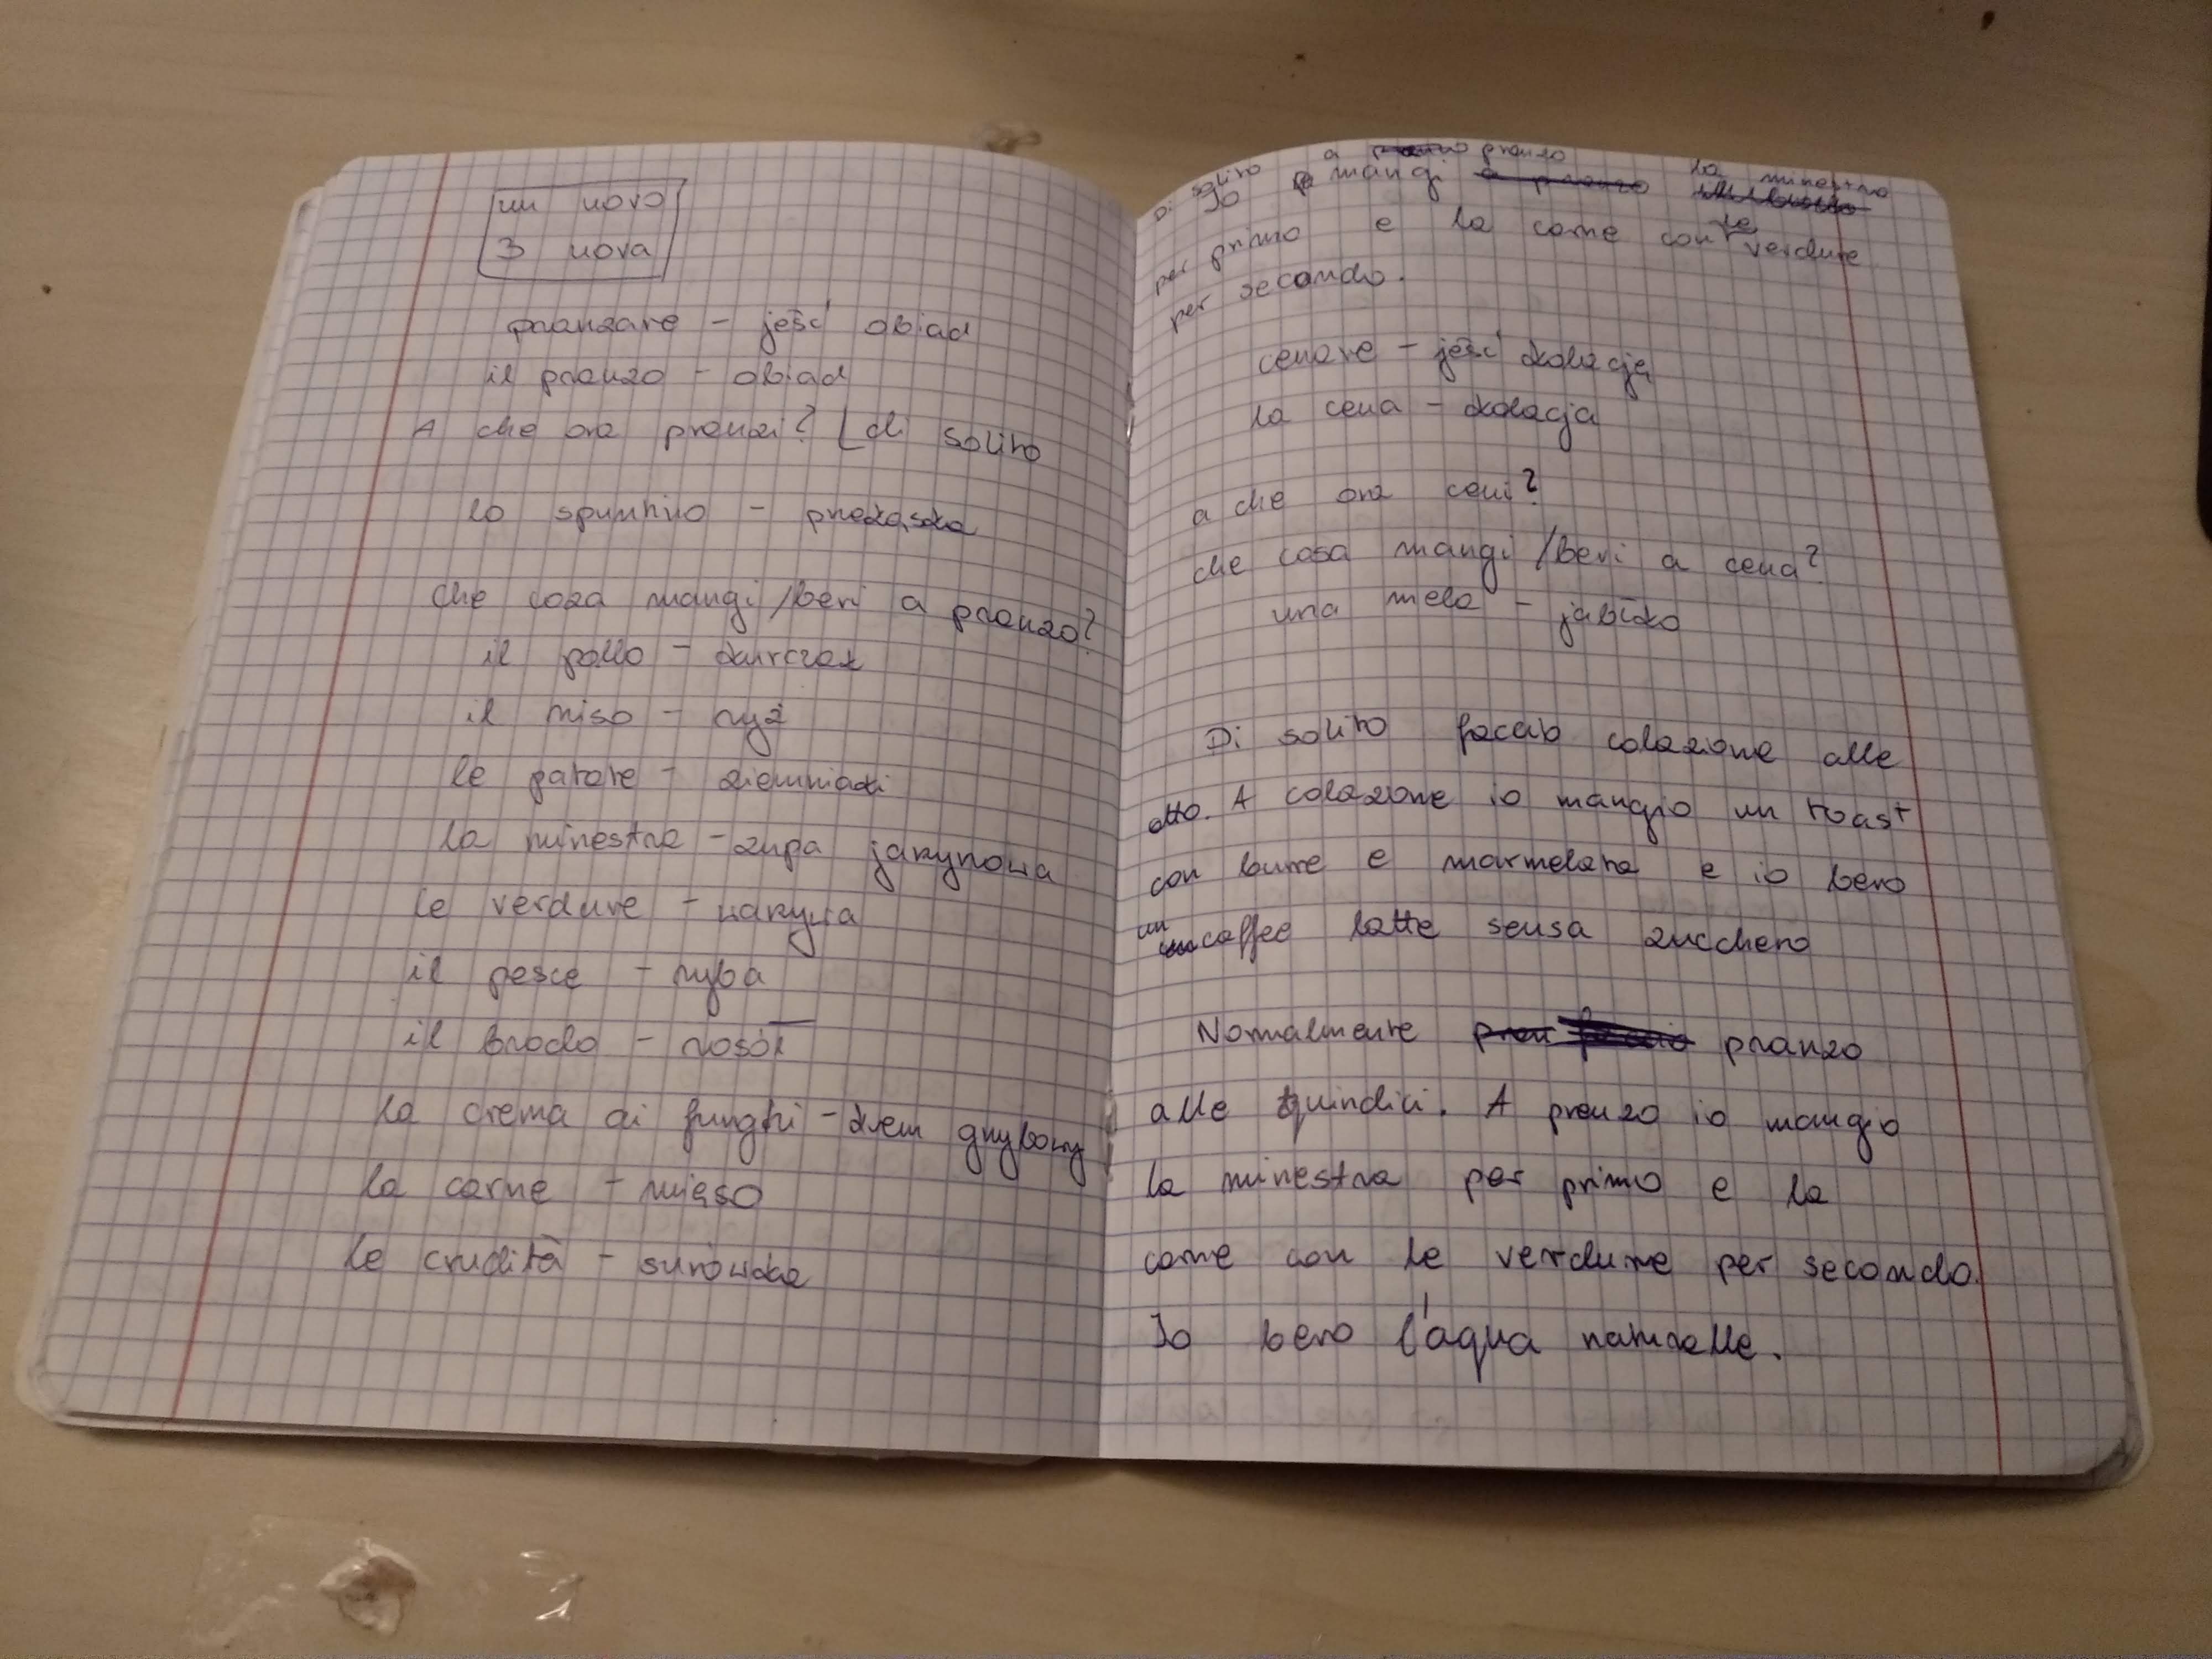 un uovo
3 uova
pranzare - jeść obiad
il pranzo - obiad
A che ora pranzi? di solito
lo spuntino - przekąska
che cosa mangi/bevi a pranzo?
il pollo - kurczak
il riso - ryż
le patate - ziemniaki
la minestra - zupa jarzynowa
le verdure - warzywa
il pesce - ryba
il brodo - rosół
la crema ai funghi - krem grzybowy
la carne - mięso
le crudità - surówka
Di solito a pranzo
Io mangi la minestra
per primo e la carne con le verdure
per secondo.
cenare - jeść kolację
la cena - kolacja
a che ora ceni?
che cosa mangi/bevi a cena?
una mela - jabłko
Di solito faccio colazione alle
otto. A colazione io mangio un toast
con burre e marmelata e io bevo
un caffee latte sensa zucchero
Normalmente pranzo
alle quindici. A pranzo io mangio
la minestra per primo e la
carne con le verdure per secondo.
Io bevo l'aqua naturalle.